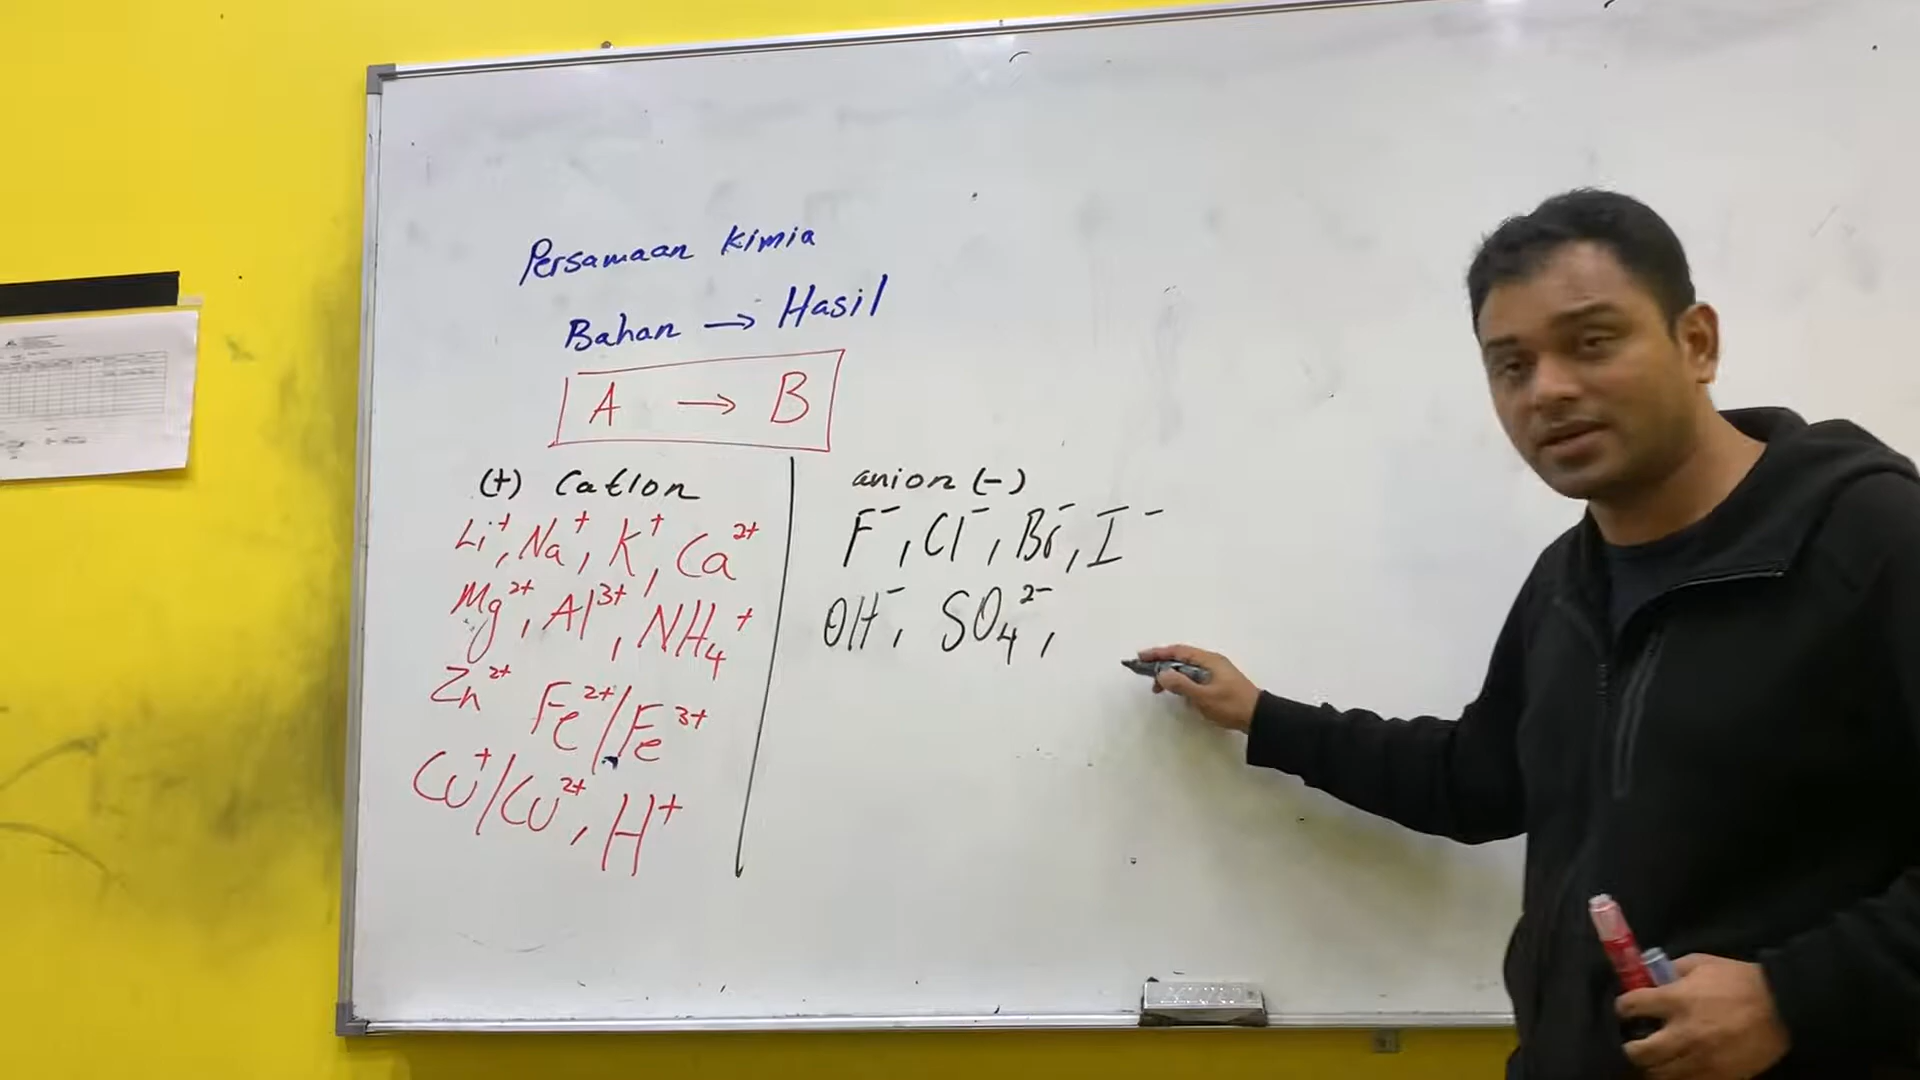 Persamaan Kimia
Bahan → Hasil
A → B
(+) Cation
Li⁺, Na⁺, K⁺, Ca²⁺
Mg²⁺, Al³⁺, NH₄⁺
Zn²⁺ Fe²⁺/Fe³⁺
Cu⁺/Cu²⁺, H⁺
anion (-)
F⁻, Cl⁻, Br⁻, I⁻
OH⁻, SO₄²⁻,